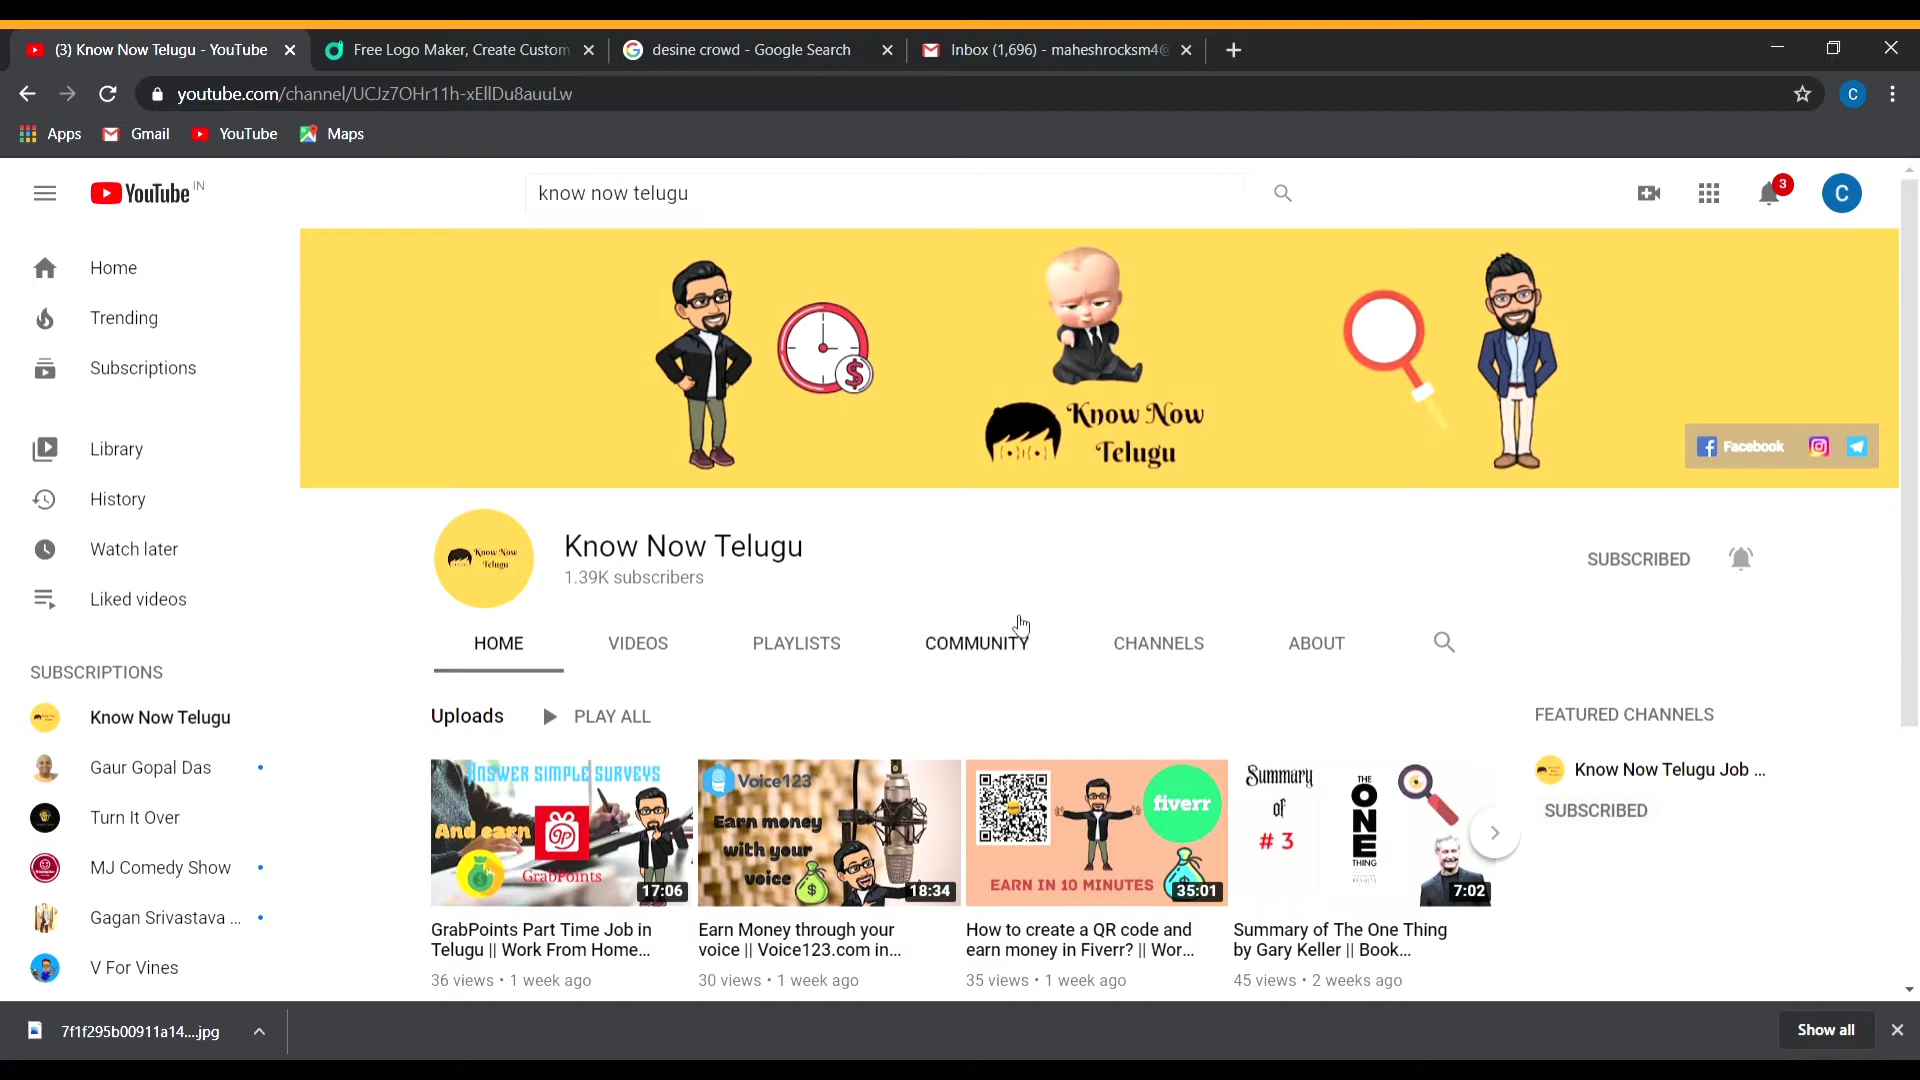 (3) Know Now Telugu - YouTube
Free Logo Maker, Create Custom
desine crowd - Google Search
Inbox (1,696) - maheshrocksm4@
youtube.com/channel/UCJz7OHr11h-xEllDu8auuLw
C
Apps
Gmail
YouTube
Maps
YouTube IN
know now telugu
3
C
Home
Trending
Subscriptions
Library
History
Watch later
Liked videos
SUBSCRIPTIONS
Know Now Telugu
Gaur Gopal Das
Turn It Over
MJ Comedy Show
Gagan Srivastava ...
V For Vines
$
Know Now
Telugu
Facebook
Know Now
Telugu
Know Now Telugu
1.39K subscribers
SUBSCRIBED
HOME
VIDEOS
PLAYLISTS
COMMUNITY
CHANNELS
ABOUT
Uploads
PLAY ALL
ANSWER SIMPLE SURVEYS
And earn
GP
GrabPoints
17:06
GrabPoints Part Time Job in
Telugu || Work From Home...
36 views • 1 week ago
Voice123
Earn money
with your
voice
18:34
Earn Money through your
voice || Voice123.com in...
30 views • 1 week ago
fiverr
EARN IN 10 MINUTES
35:01
How to create a QR code and
earn money in Fiverr? || Wor...
35 views • 1 week ago
Summary
of
# 3
THE
ONE
THING
7:02
Summary of The One Thing
by Gary Keller || Book...
45 views • 2 weeks ago
FEATURED CHANNELS
Know Now Telugu Job ...
SUBSCRIBED
7f1f295b00911a14....jpg
Show all